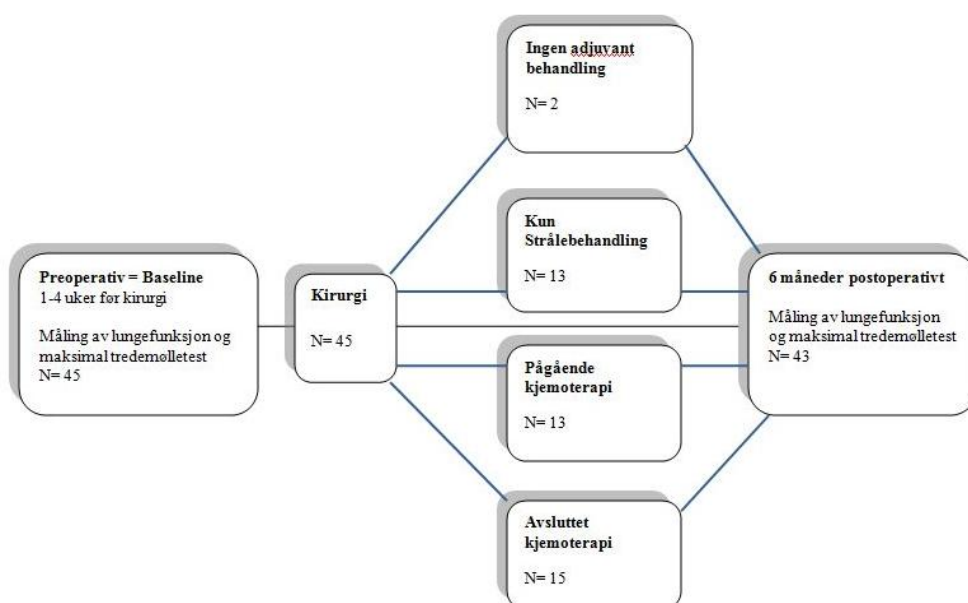 Preoperativ = Baseline
1-4 uker før kirurgi
Måling av lungefunksjon og
maksimal tredemølletest
N= 45
Kirurgi
N= 45
Ingen adjuvant
behandling
N= 2
Kun
Strålebehandling
N= 13
Pågående
kjemoterapi
N= 13
Avsluttet
kjemoterapi
N= 15
6 måneder postoperativt
Måling av lungefunksjon
og maksimal tredemølletest
N= 43